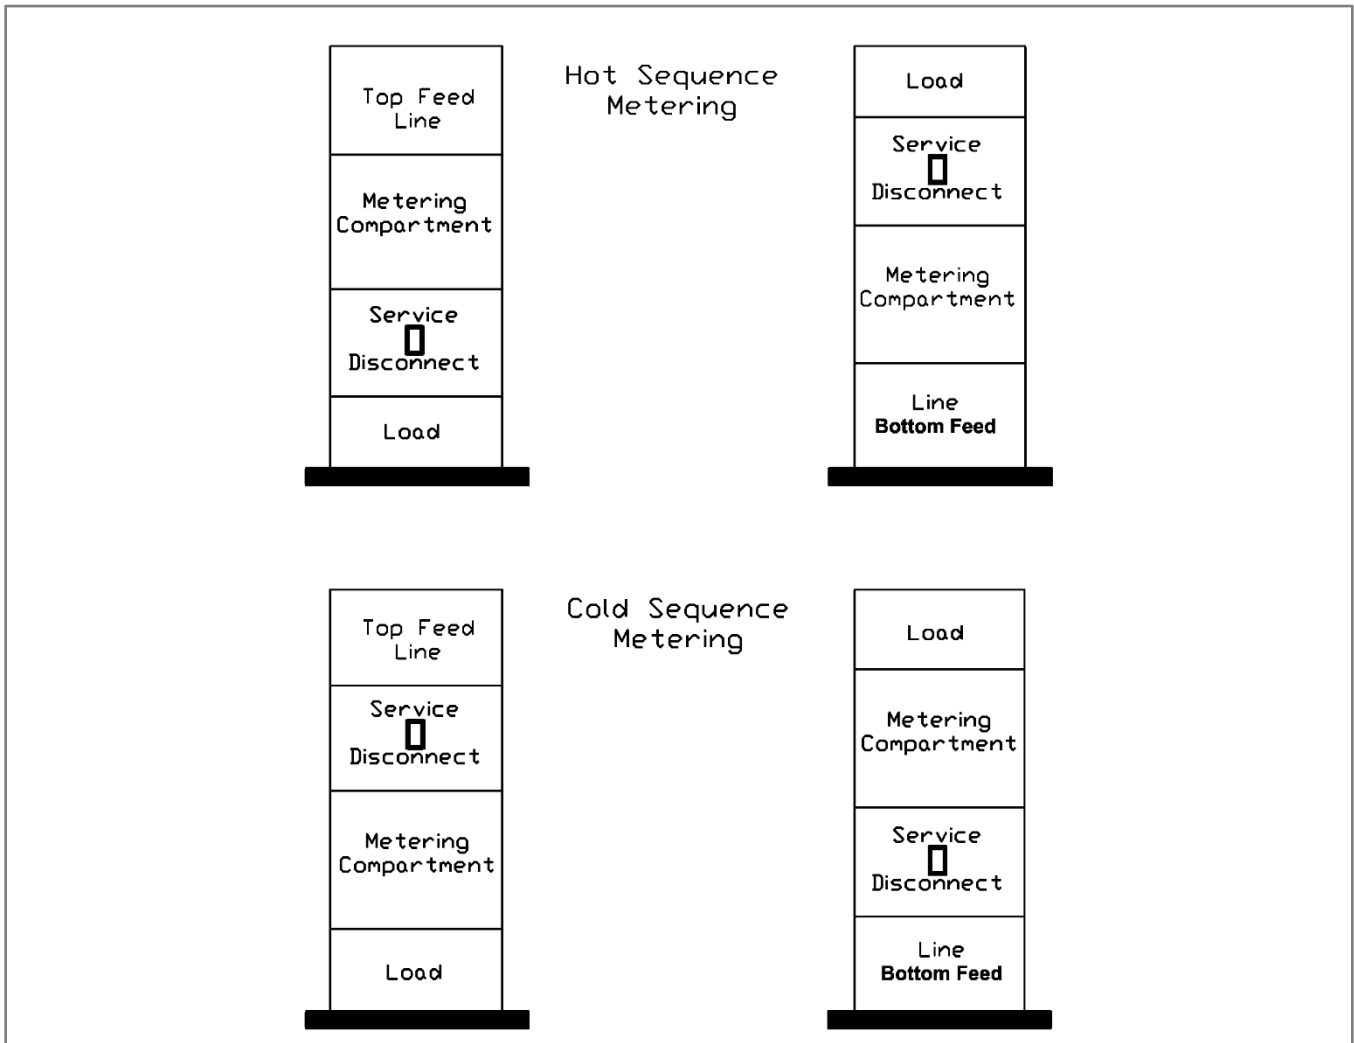 Hot Sequence
Metering
Top Feed
Line
Metering
Compartment
Service
Disconnect
Load
Load
Service
Disconnect
Metering
Compartment
Line
Bottom Feed
Cold Sequence
Metering
Top Feed
Line
Service
Disconnect
Metering
Compartment
Load
Load
Metering
Compartment
Service
Disconnect
Line
Bottom Feed